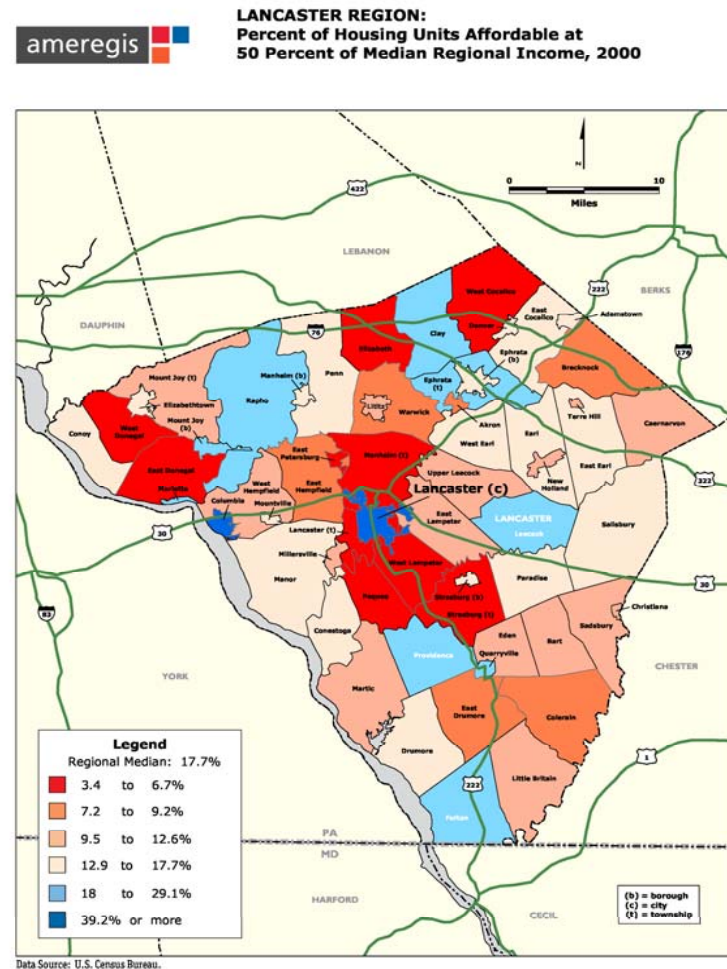 ameregis
LANCASTER REGION:
Percent of Housing Units Affordable at
50 Percent of Median Regional Income, 2000
N
0
10
Miles
422
LEBANON
222
BERKS
West Cocalico
East
Cocalico
Adamstown
DAUPHIN
76
Clay
Denver
176
Elizabeth
Ephrata
(b)
Brecknock
Mount Joy (t)
Manheim (b)
Penn
Ephrata
(t)
Elizabethtown
Rapho
Lititz
Warwick
Akron
Terre Hill
Caernarvon
Conoy
West
Donegal
Mount Joy
(b)
West Earl
Earl
East
Petersburg
Manheim (t)
East Earl
East Donegal
West
Hempfield
East
Hempfield
Upper Leacock
New
Holland
222
Marietta
Columbia
Mountville
Lancaster (c)
East
Lampeter
LANCASTER
Leacock
Salisbury
30
Lancaster (t)
Millersville
West Lampeter
Manor
Pequea
Strasburg (b)
Strasburg (t)
Paradise
30
83
Christiana
Conestoga
Eden
Bart
Sadsbury
Providence
Quarryville
CHESTER
YORK
Martic
East
Drumore
Colerain
Drumore
Little Britain
1
222
Fulton
Legend
Regional Median: 17.7%
3.4 to 6.7%
7.2 to 9.2%
9.5 to 12.6%
12.9 to 17.7%
18 to 29.1%
39.2% or more
PA
MD
HARFORD
CECIL
(b) = borough
(c) = city
(t) = township
Data Source: U.S. Census Bureau.